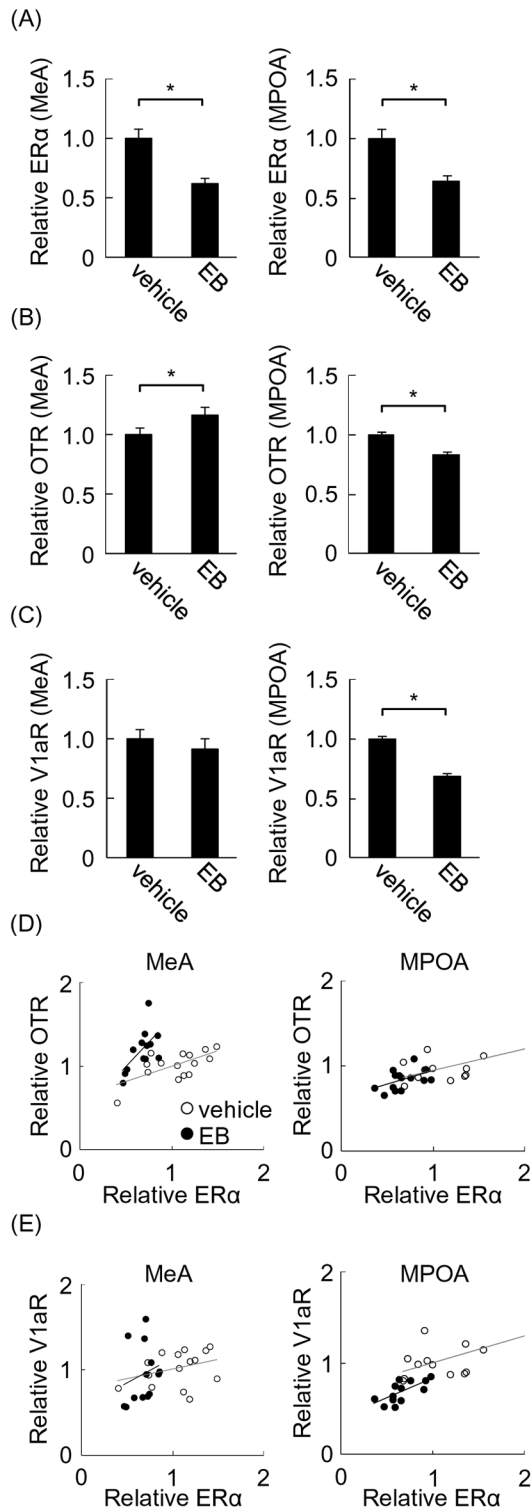 (A)
Relative ERα (MeA)
1.5
1.0
0.5
0
*
vehicle
EB
Relative ERα (MPOA)
1.5
1.0
0.5
0
*
vehicle
EB
(B)
Relative OTR (MeA)
1.5
1.0
0.5
0
*
vehicle
EB
Relative OTR (MPOA)
1.5
1.0
0.5
0
*
vehicle
EB
(C)
Relative V1aR (MeA)
1.5
1.0
0.5
0
vehicle
EB
Relative V1aR (MPOA)
1.5
1.0
0.5
0
*
vehicle
EB
(D)
MeA
Relative OTR
2
1
0
vehicle
EB
0
1
2
Relative ERα
MPOA
Relative OTR
2
1
0
0
1
2
Relative ERα
(E)
MeA
Relative V1aR
2
1
0
0
1
2
Relative ERα
MPOA
Relative V1aR
2
1
0
0
1
2
Relative ERα